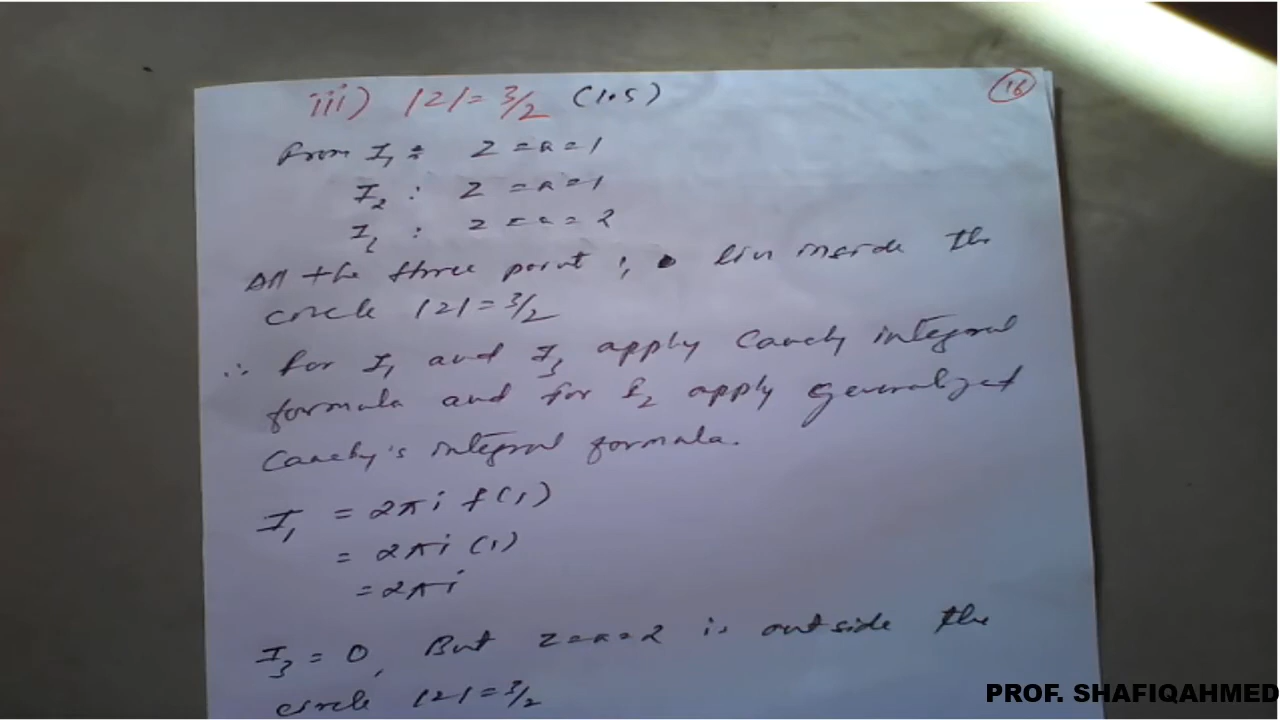 iii) |z| = 3/2 (1.5)
16
From I₁ : z = a = 1
I₂ : z = a = 1
I₂ : z = a = 2
All the three point i, lin inside the
circle |z| = 3/2
∴ For I₁ and I₃ apply Cauchy integral
formula and for I₂ apply generalized
Cauchy's integral formula.
I₁ = 2πi f(1)
= 2πi (1)
= 2πi
I₃ = 0, But z = a = 2 is outside the
circle |z| = 3/2
PROF. SHAFIQAHMED